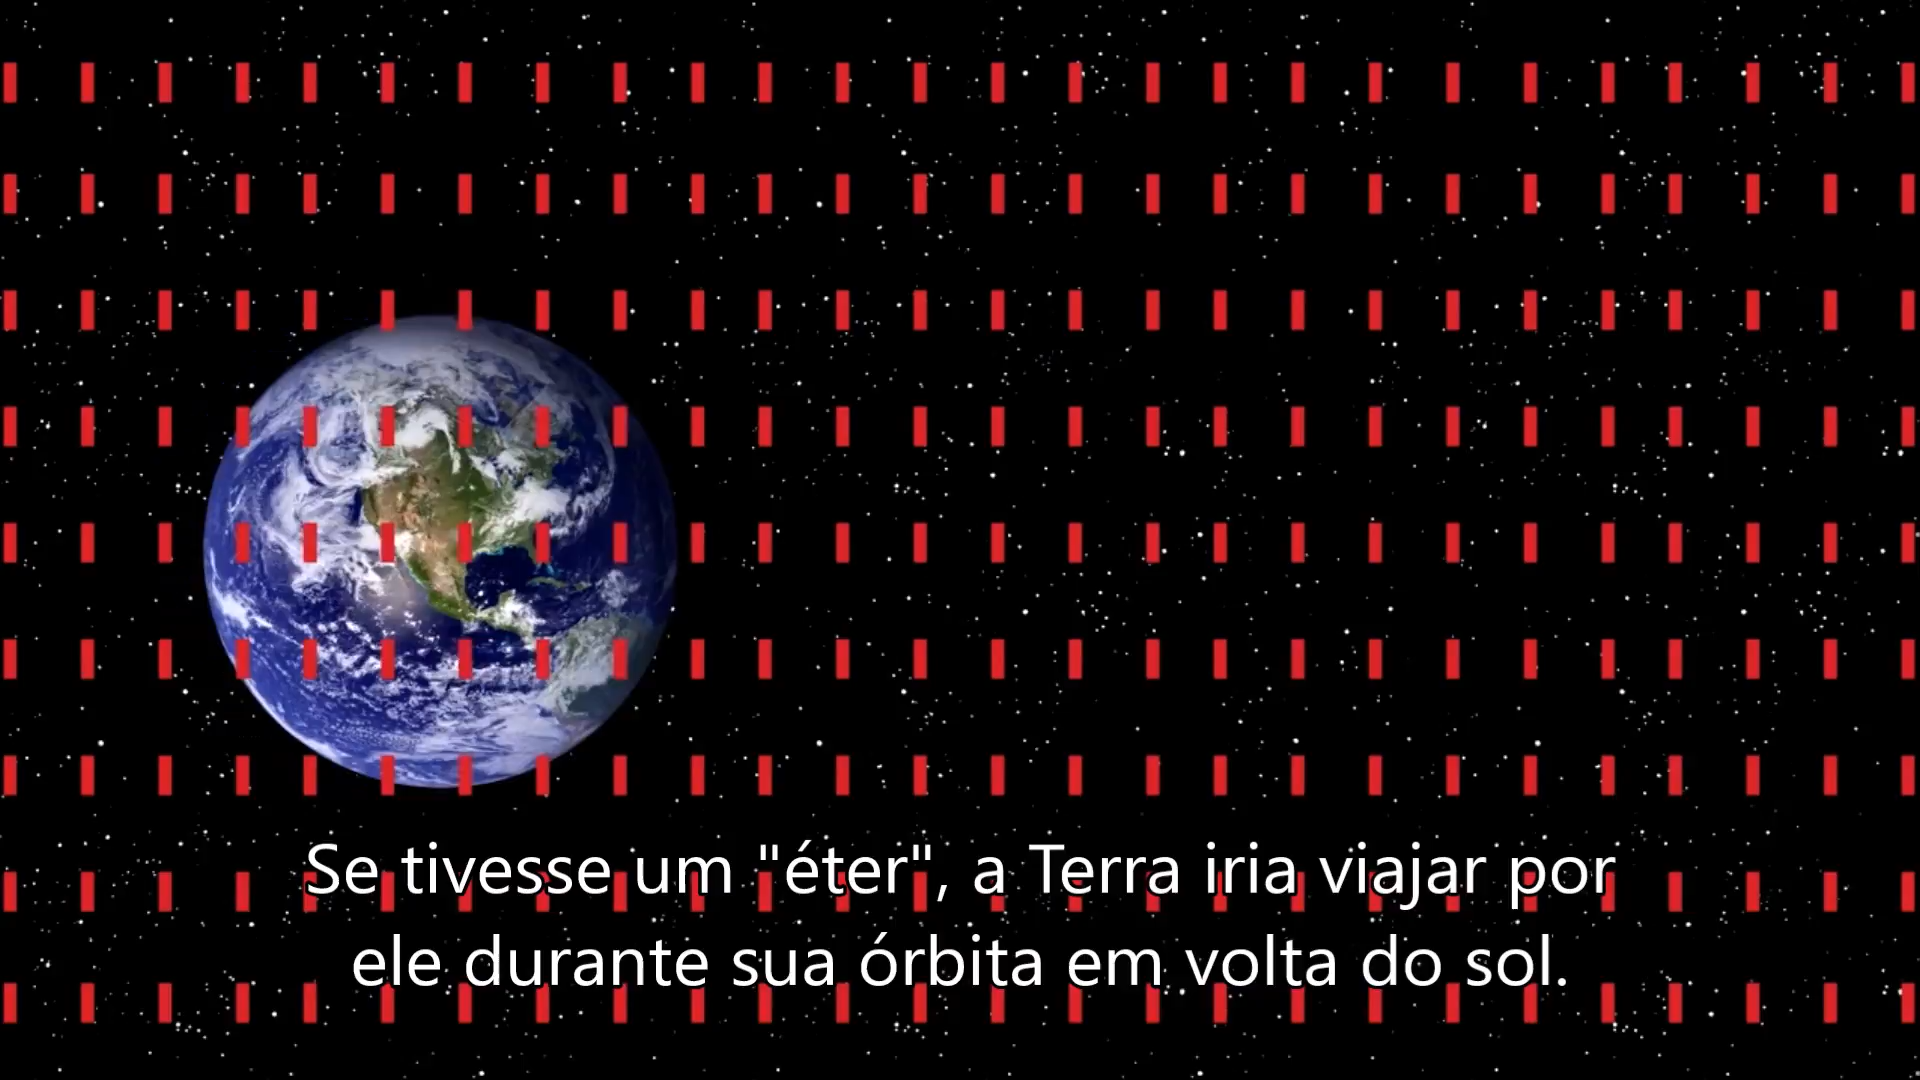 Se tivesse um "éter", a Terra iria viajar por
ele durante sua órbita em volta do sol.